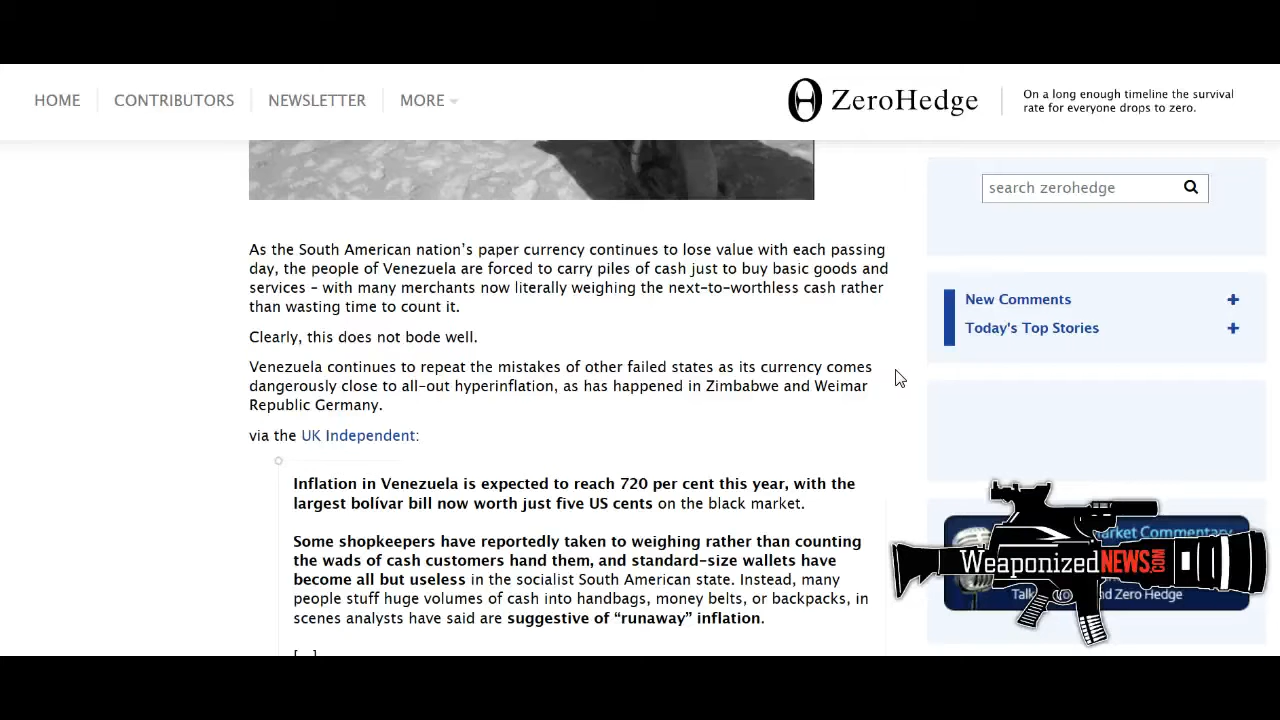 HOME
CONTRIBUTORS
NEWSLETTER
MORE
ZeroHedge
On a long enough timeline the survival
rate for everyone drops to zero.
search zerohedge
As the South American nation's paper currency continues to lose value with each passing
day, the people of Venezuela are forced to carry piles of cash just to buy basic goods and
services – with many merchants now literally weighing the next-to-worthless cash rather
than wasting time to count it.
Clearly, this does not bode well.
Venezuela continues to repeat the mistakes of other failed states as its currency comes
dangerously close to all-out hyperinflation, as has happened in Zimbabwe and Weimar
Republic Germany.
via the UK Independent:
Inflation in Venezuela is expected to reach 720 per cent this year, with the
largest bolívar bill now worth just five US cents on the black market.
Some shopkeepers have reportedly taken to weighing rather than counting
the wads of cash customers hand them, and standard-size wallets have
become all but useless in the socialist South American state. Instead, many
people stuff huge volumes of cash into handbags, money belts, or backpacks, in
scenes analysts have said are suggestive of “runaway” inflation.
New Comments +
Today's Top Stories +
Commentary
WeaponizedNEWS.COM
Zero Hedge